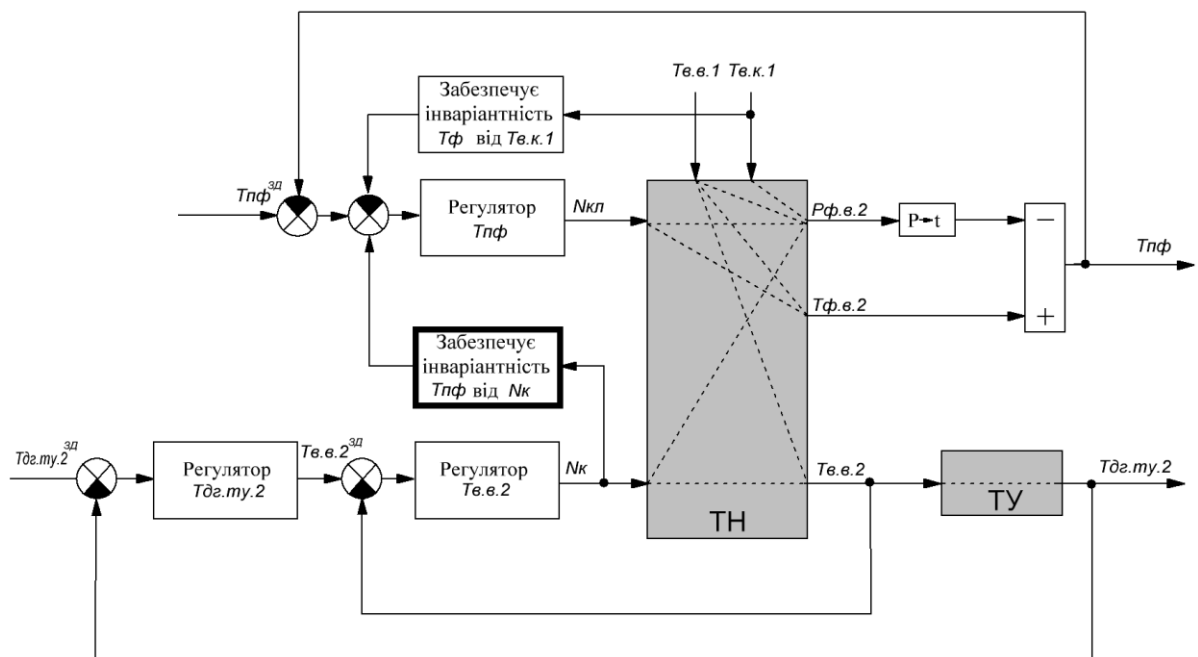 Тв.в.1 Тв.к.1
Забезпечує
інваріантність
Тф від Тв.к.1
Тпф зд
Регулятор
Тпф
Nкл
Рф.в.2
P→t
−
Тпф
Тф.в.2
+
Забезпечує
інваріантність
Тпф від Nк
Тдг.ту.2 зд
Регулятор
Тдг.ту.2
Тв.в.2 зд
Регулятор
Тв.в.2
Nк
ТН
Тв.в.2
ТУ
Тдг.ту.2